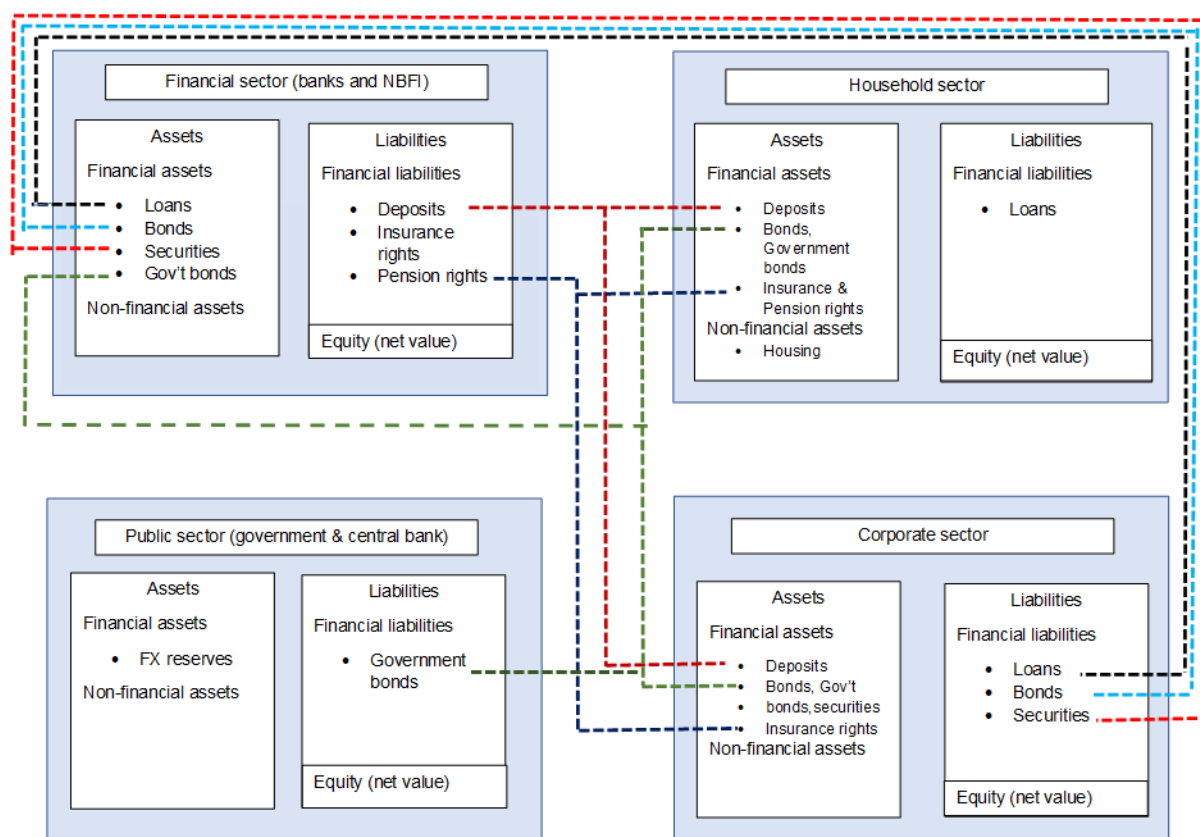 Financial sector (banks and NBFI)
Assets
Financial assets
• Loans
• Bonds
• Securities
• Gov't bonds
Non-financial assets
Liabilities
Financial liabilities
• Deposits
• Insurance
rights
• Pension rights
Equity (net value)
Household sector
Assets
Financial assets
• Deposits
• Bonds,
Government
bonds
• Insurance &
Pension rights
Non-financial assets
• Housing
Liabilities
Financial liabilities
• Loans
Equity (net value)
Public sector (government & central bank)
Assets
Financial assets
• FX reserves
Non-financial assets
Liabilities
Financial liabilities
• Government
bonds
Equity (net value)
Corporate sector
Assets
Financial assets
• Deposits
• Bonds, Gov't
• bonds,securities
• Insurance rights
Non-financial assets
Liabilities
Financial liabilities
• Loans
• Bonds
• Securities
Equity (net value)